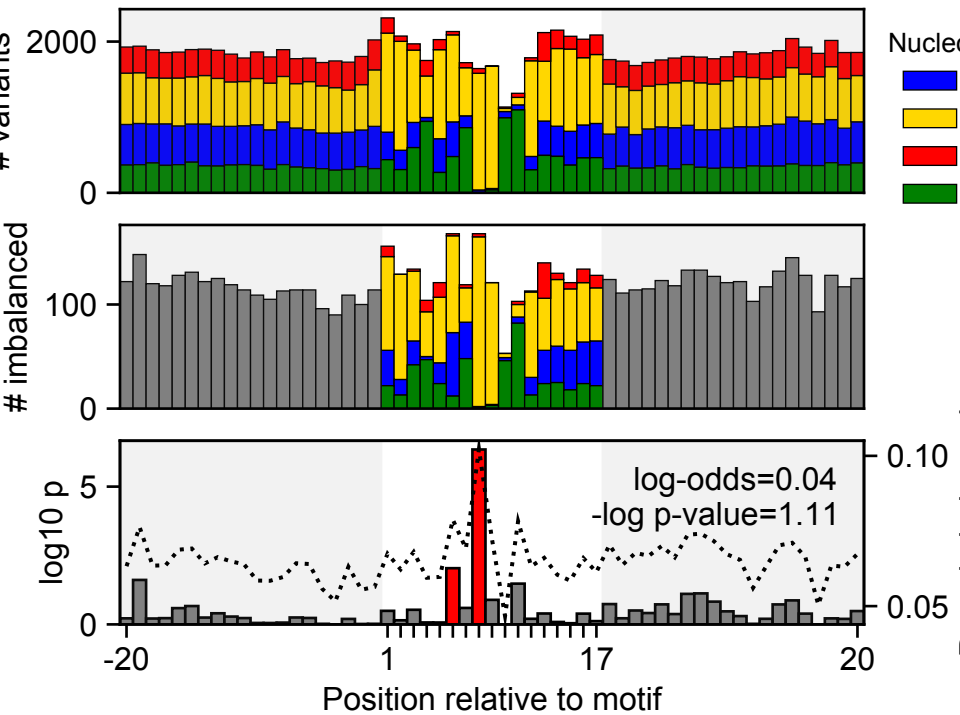 # variants
2000
0
# imbalanced
100
0
log10 p
5
0
log-odds=0.04
-log p-value=1.11
0.10
0.05
-20
1
17
20
Position relative to motif